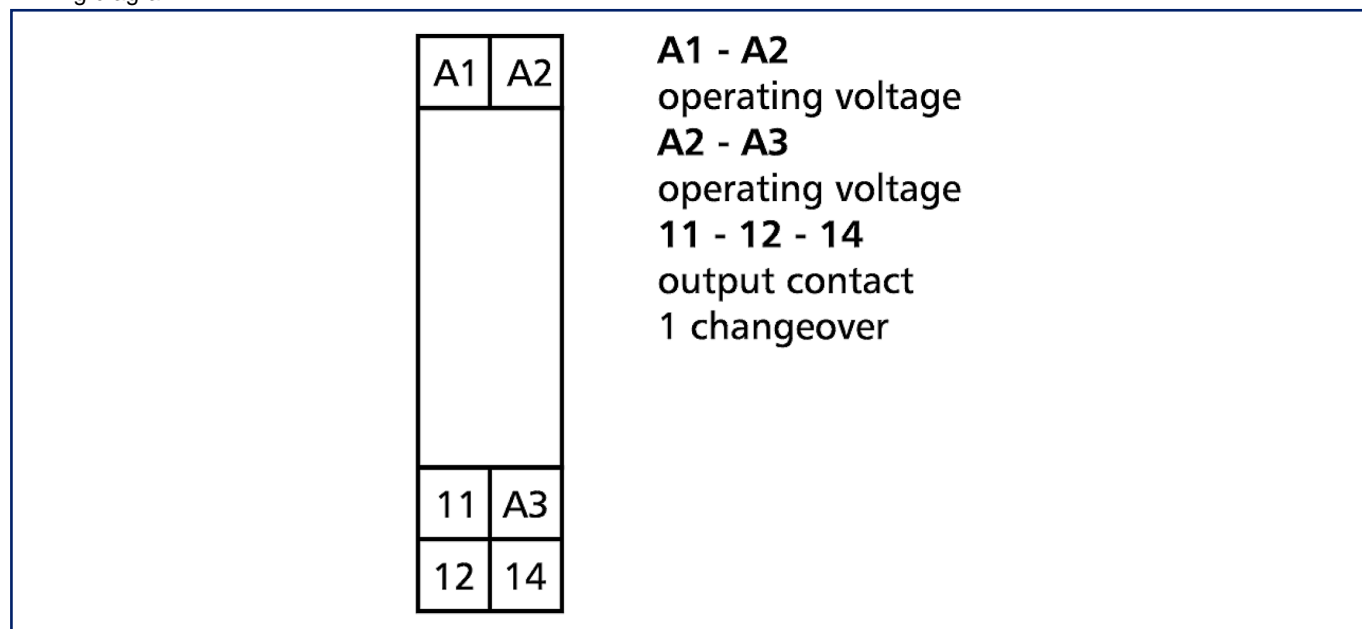 A1 A2
A1 - A2
operating voltage
A2 - A3
operating voltage
11 - 12 - 14
output contact
1 changeover
11 A3
12 14